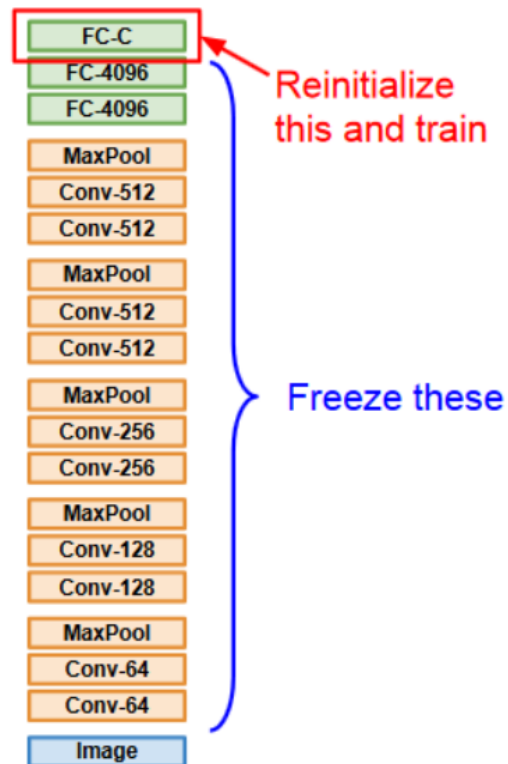 FC-C
FC-4096
FC-4096
MaxPool
Conv-512
Conv-512
MaxPool
Conv-512
Conv-512
MaxPool
Conv-256
Conv-256
MaxPool
Conv-128
Conv-128
MaxPool
Conv-64
Conv-64
Image
Reinitialize
this and train
Freeze these